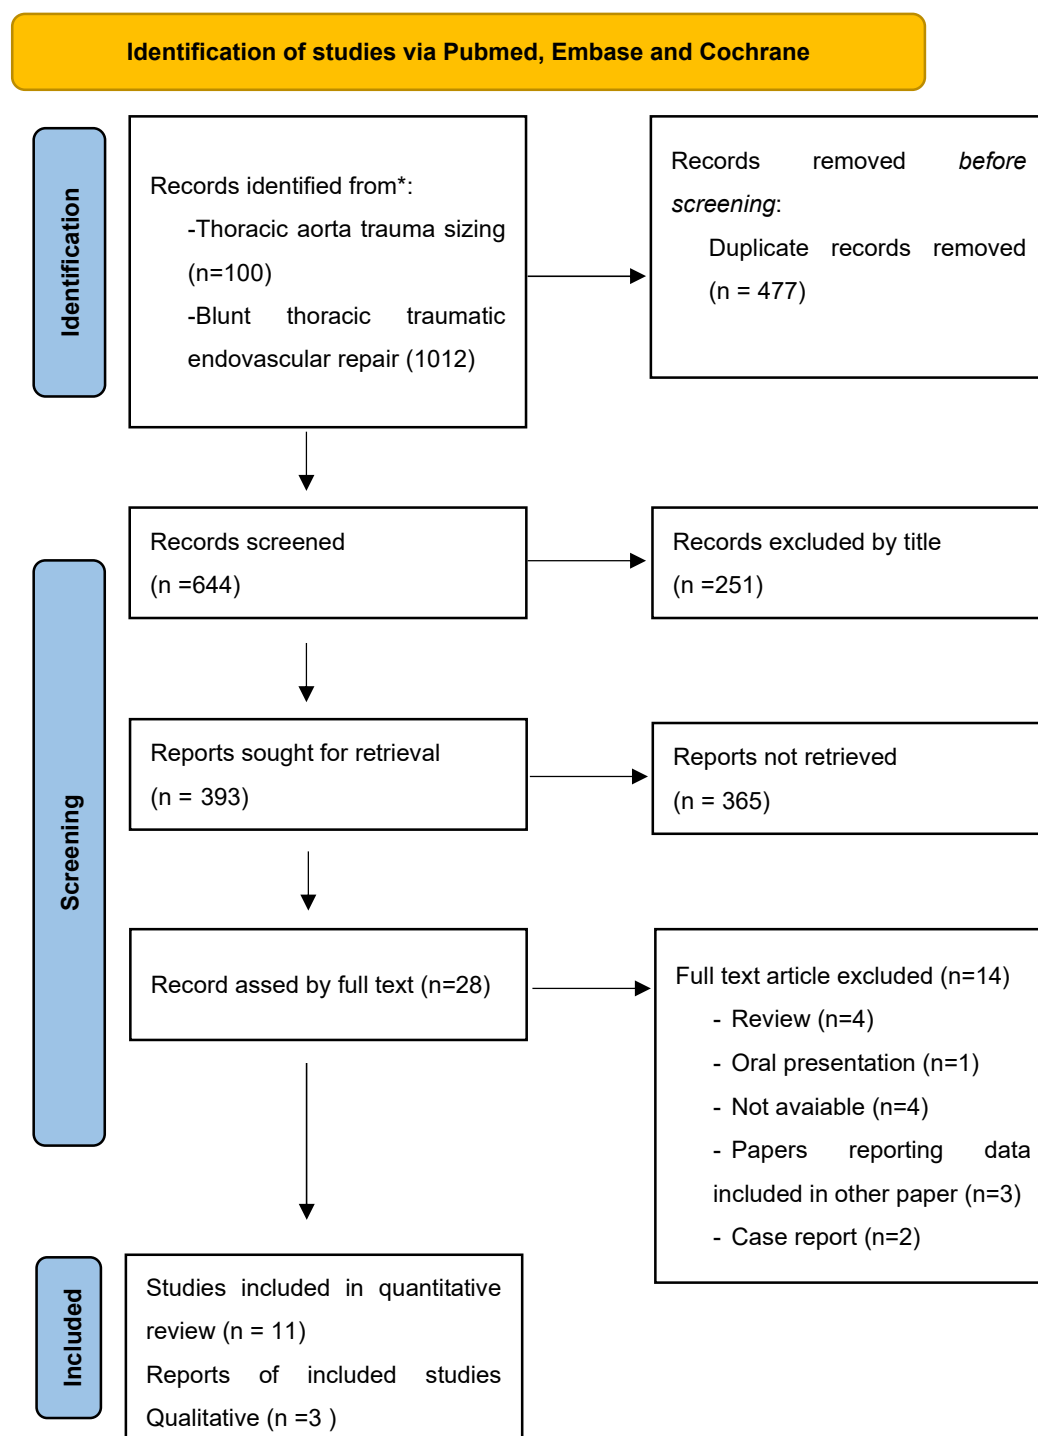 Identification of studies via Pubmed, Embase and Cochrane
Identification
Records identified from*:
-Thoracic aorta trauma sizing
(n=100)
-Blunt thoracic traumatic
endovascular repair (1012)
Records removed before
screening:
Duplicate records removed
(n = 477)
Screening
Records screened
(n =644)
Records excluded by title
(n =251)
Reports sought for retrieval
(n = 393)
Reports not retrieved
(n = 365)
Record assed by full text (n=28)
Full text article excluded (n=14)
- Review (n=4)
- Oral presentation (n=1)
- Not avaiable (n=4)
- Papers reporting data
included in other paper (n=3)
- Case report (n=2)
Included
Studies included in quantitative
review (n = 11)
Reports of included studies
Qualitative (n =3 )